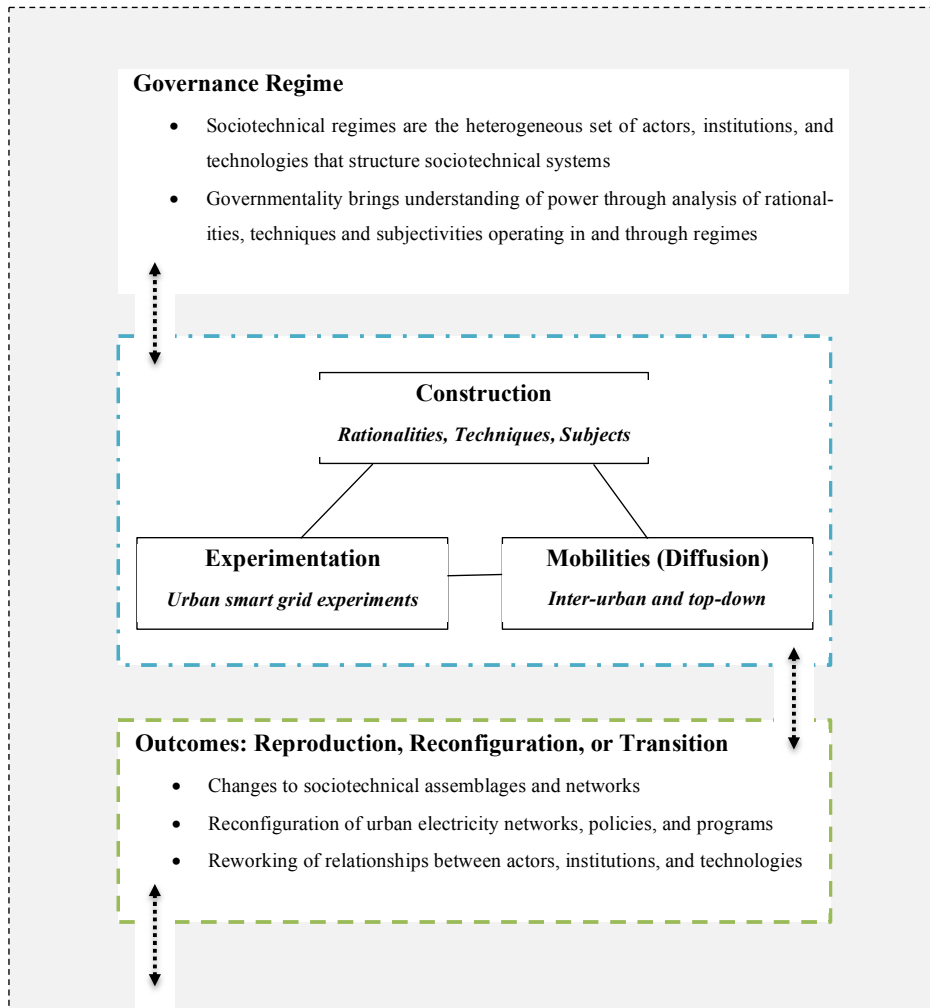 Governance Regime
• Sociotechnical regimes are the heterogeneous set of actors, institutions, and
technologies that structure sociotechnical systems
• Governmentality brings understanding of power through analysis of rational-
ities, techniques and subjectivities operating in and through regimes
Construction
Rationalities, Techniques, Subjects
Experimentation
Urban smart grid experiments
Mobilities (Diffusion)
Inter-urban and top-down
Outcomes: Reproduction, Reconfiguration, or Transition
• Changes to sociotechnical assemblages and networks
• Reconfiguration of urban electricity networks, policies, and programs
• Reworking of relationships between actors, institutions, and technologies